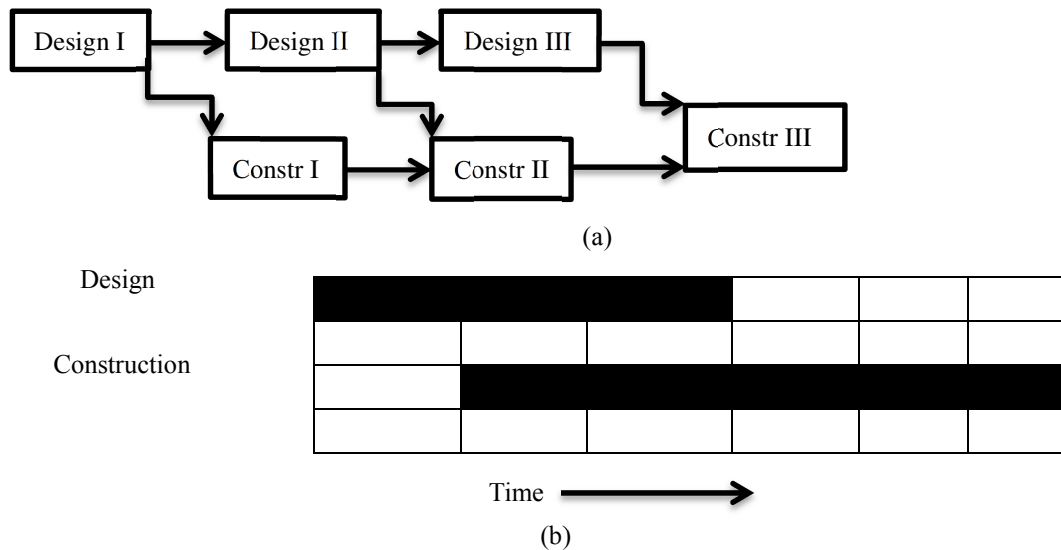 Design I
Design II
Design III
Constr I
Constr II
Constr III
(a)
Design
Construction
Time
(b)